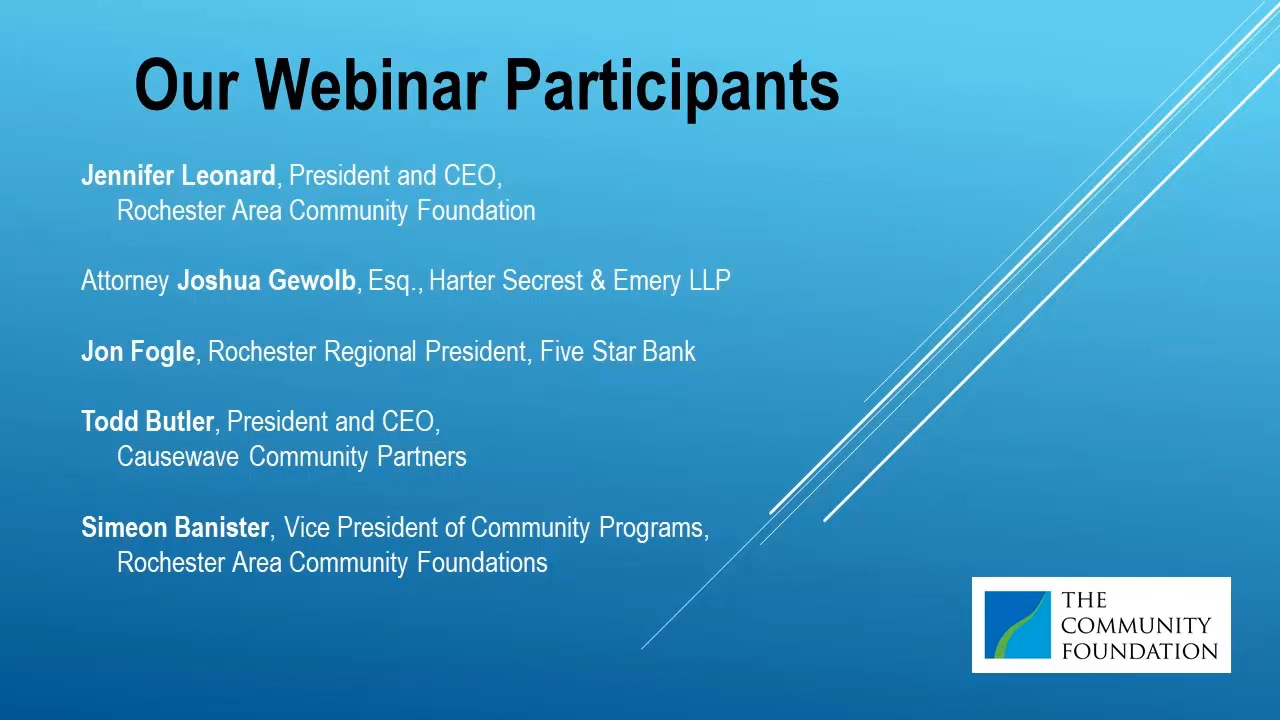 Our Webinar Participants
Jennifer Leonard, President and CEO,
Rochester Area Community Foundation
Attorney Joshua Gewolb, Esq., Harter Secrest & Emery LLP
Jon Fogle, Rochester Regional President, Five Star Bank
Todd Butler, President and CEO,
Causewave Community Partners
Simeon Banister, Vice President of Community Programs,
Rochester Area Community Foundations
THE
COMMUNITY
FOUNDATION